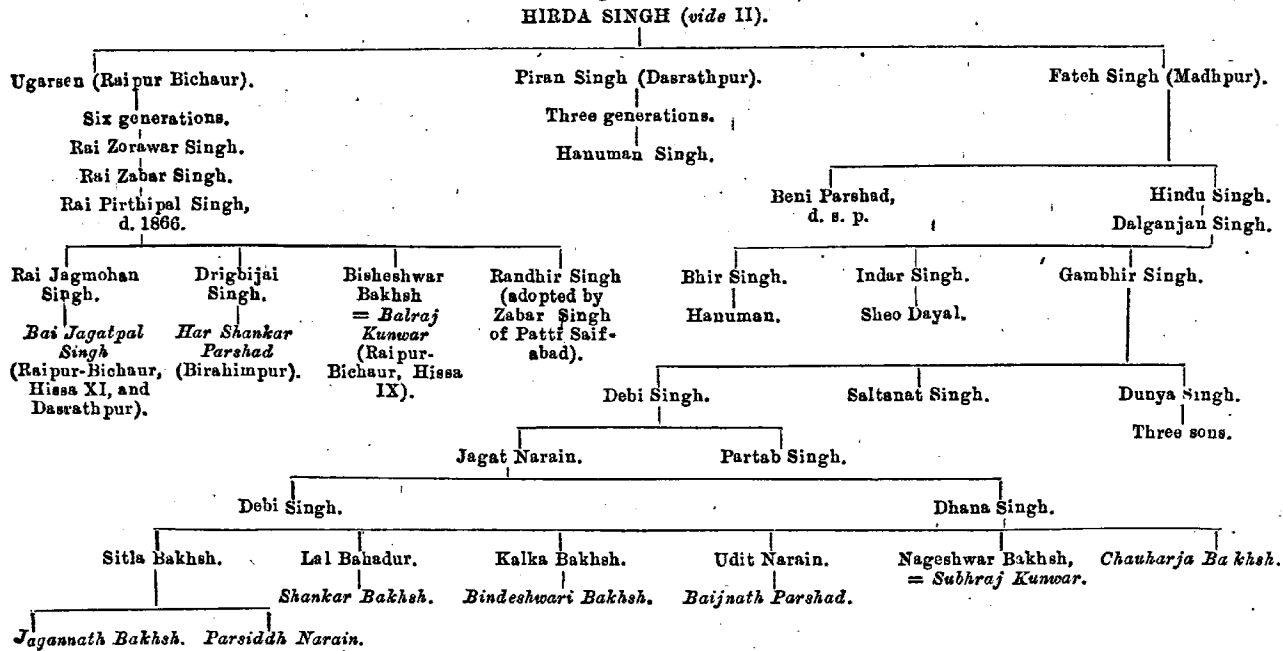 HIRDA SINGH (vide II).
Ugarsen (Raipur Bichaur).
Piran Singh (Dasrathpur).
Fateh Singh (Madhpur).
Six generations.
Three generations.
Rai Zorawar Singh.
Hanuman Singh.
Rai Zabar Singh.
Rai Pirthipal Singh,
d. 1866.
Beni Parshad,
d. s. p.
Hindu Singh.
Dalganjan Singh.
Rai Jagmohan
Singh.
Drigbijai
Singh.
Bisheshwar
Bakhsh
= Balraj
Kunwar
(Raipur-
Bichaur, Hissa
IX).
Randhir Singh
(adopted by
Zabar Singh
of Patti Saif-
abad).
Bhir Singh.
Indar Singh.
Gambhir Singh.
Hanuman.
Sheo Dayal.
Bai Jagatpal
Singh
(Raipur-Bichaur,
Hissa XI, and
Dasrathpur).
Har Shankar
Parshad
(Birahimpur).
Debi Singh.
Saltanat Singh.
Dunya Singh.
Three sons.
Jagat Narain.
Partab Singh.
Debi Singh.
Dhana Singh.
Sitla Bakhsh.
Lal Bahadur.
Kalka Bakhsh.
Udit Narain.
Nageshwar Bakhsh,
= Subhraj Kunwar.
Chauharja Bakhsh.
Shankar Bakhsh.
Bindeshwari Bakhsh.
Baijnath Parshad.
Jagannath Bakhsh.
Parsiddh Narain.